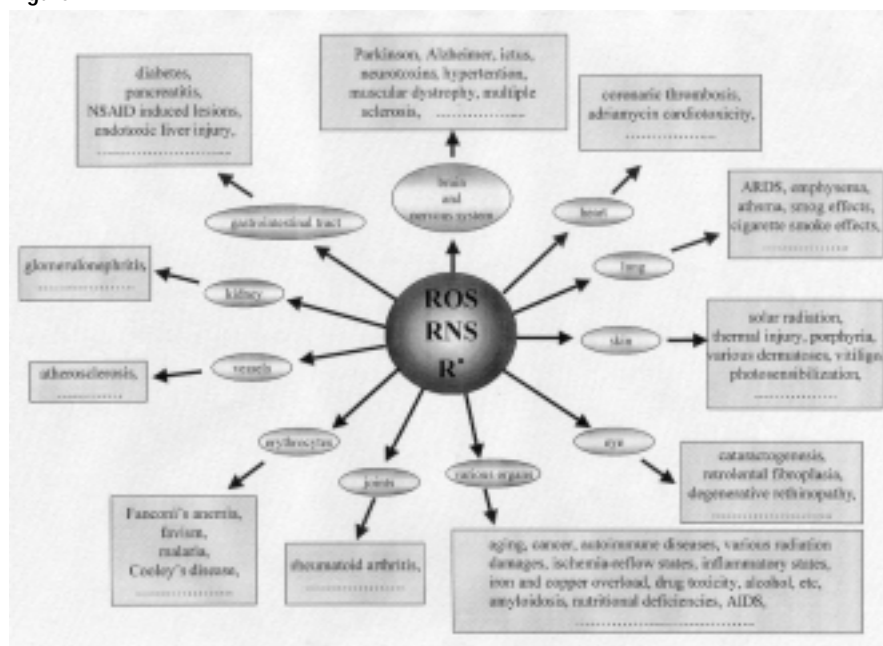 diabetes,
pancreatitis,
NSAID induced lesions,
endotoxic liver injury,
..............................
Parkinson, Alzheimer, ictus,
neurotoxins, hypertention,
muscular dystrophy, multiple
sclerosis, ....................
coronaric thrombosis,
adriamycin cardiotoxicity,
....................
brain
and
nervous system
gastrointestinal tract
heart
ARDS, emphysema,
asthma, smog effects,
cigarette smoke effects,
....................
lung
glomerulonephritis,
....................
kidney
ROS
RNS
R•
skin
solar radiation,
thermal injury, porphyria,
various dermatoses, vitiligo,
photosensibilization,
....................
vessels
atherosclerosis,
...............
erythrocytes
joints
various organs
eye
cataractogenesis,
retrolental fibroplasia,
degenerative rethinopathy,
....................
Fanconi's anemia,
favism,
malaria,
Cooley's disease,
....................
rheumatoid arthritis,
....................
aging, cancer, autoimmune diseases, various radiation
damages, ischemia-reflow states, inflammatory states,
iron and copper overload, drug toxicity, alcohol, etc,
amyloidosis, nutritional deficiencies, AIDS,
........................................